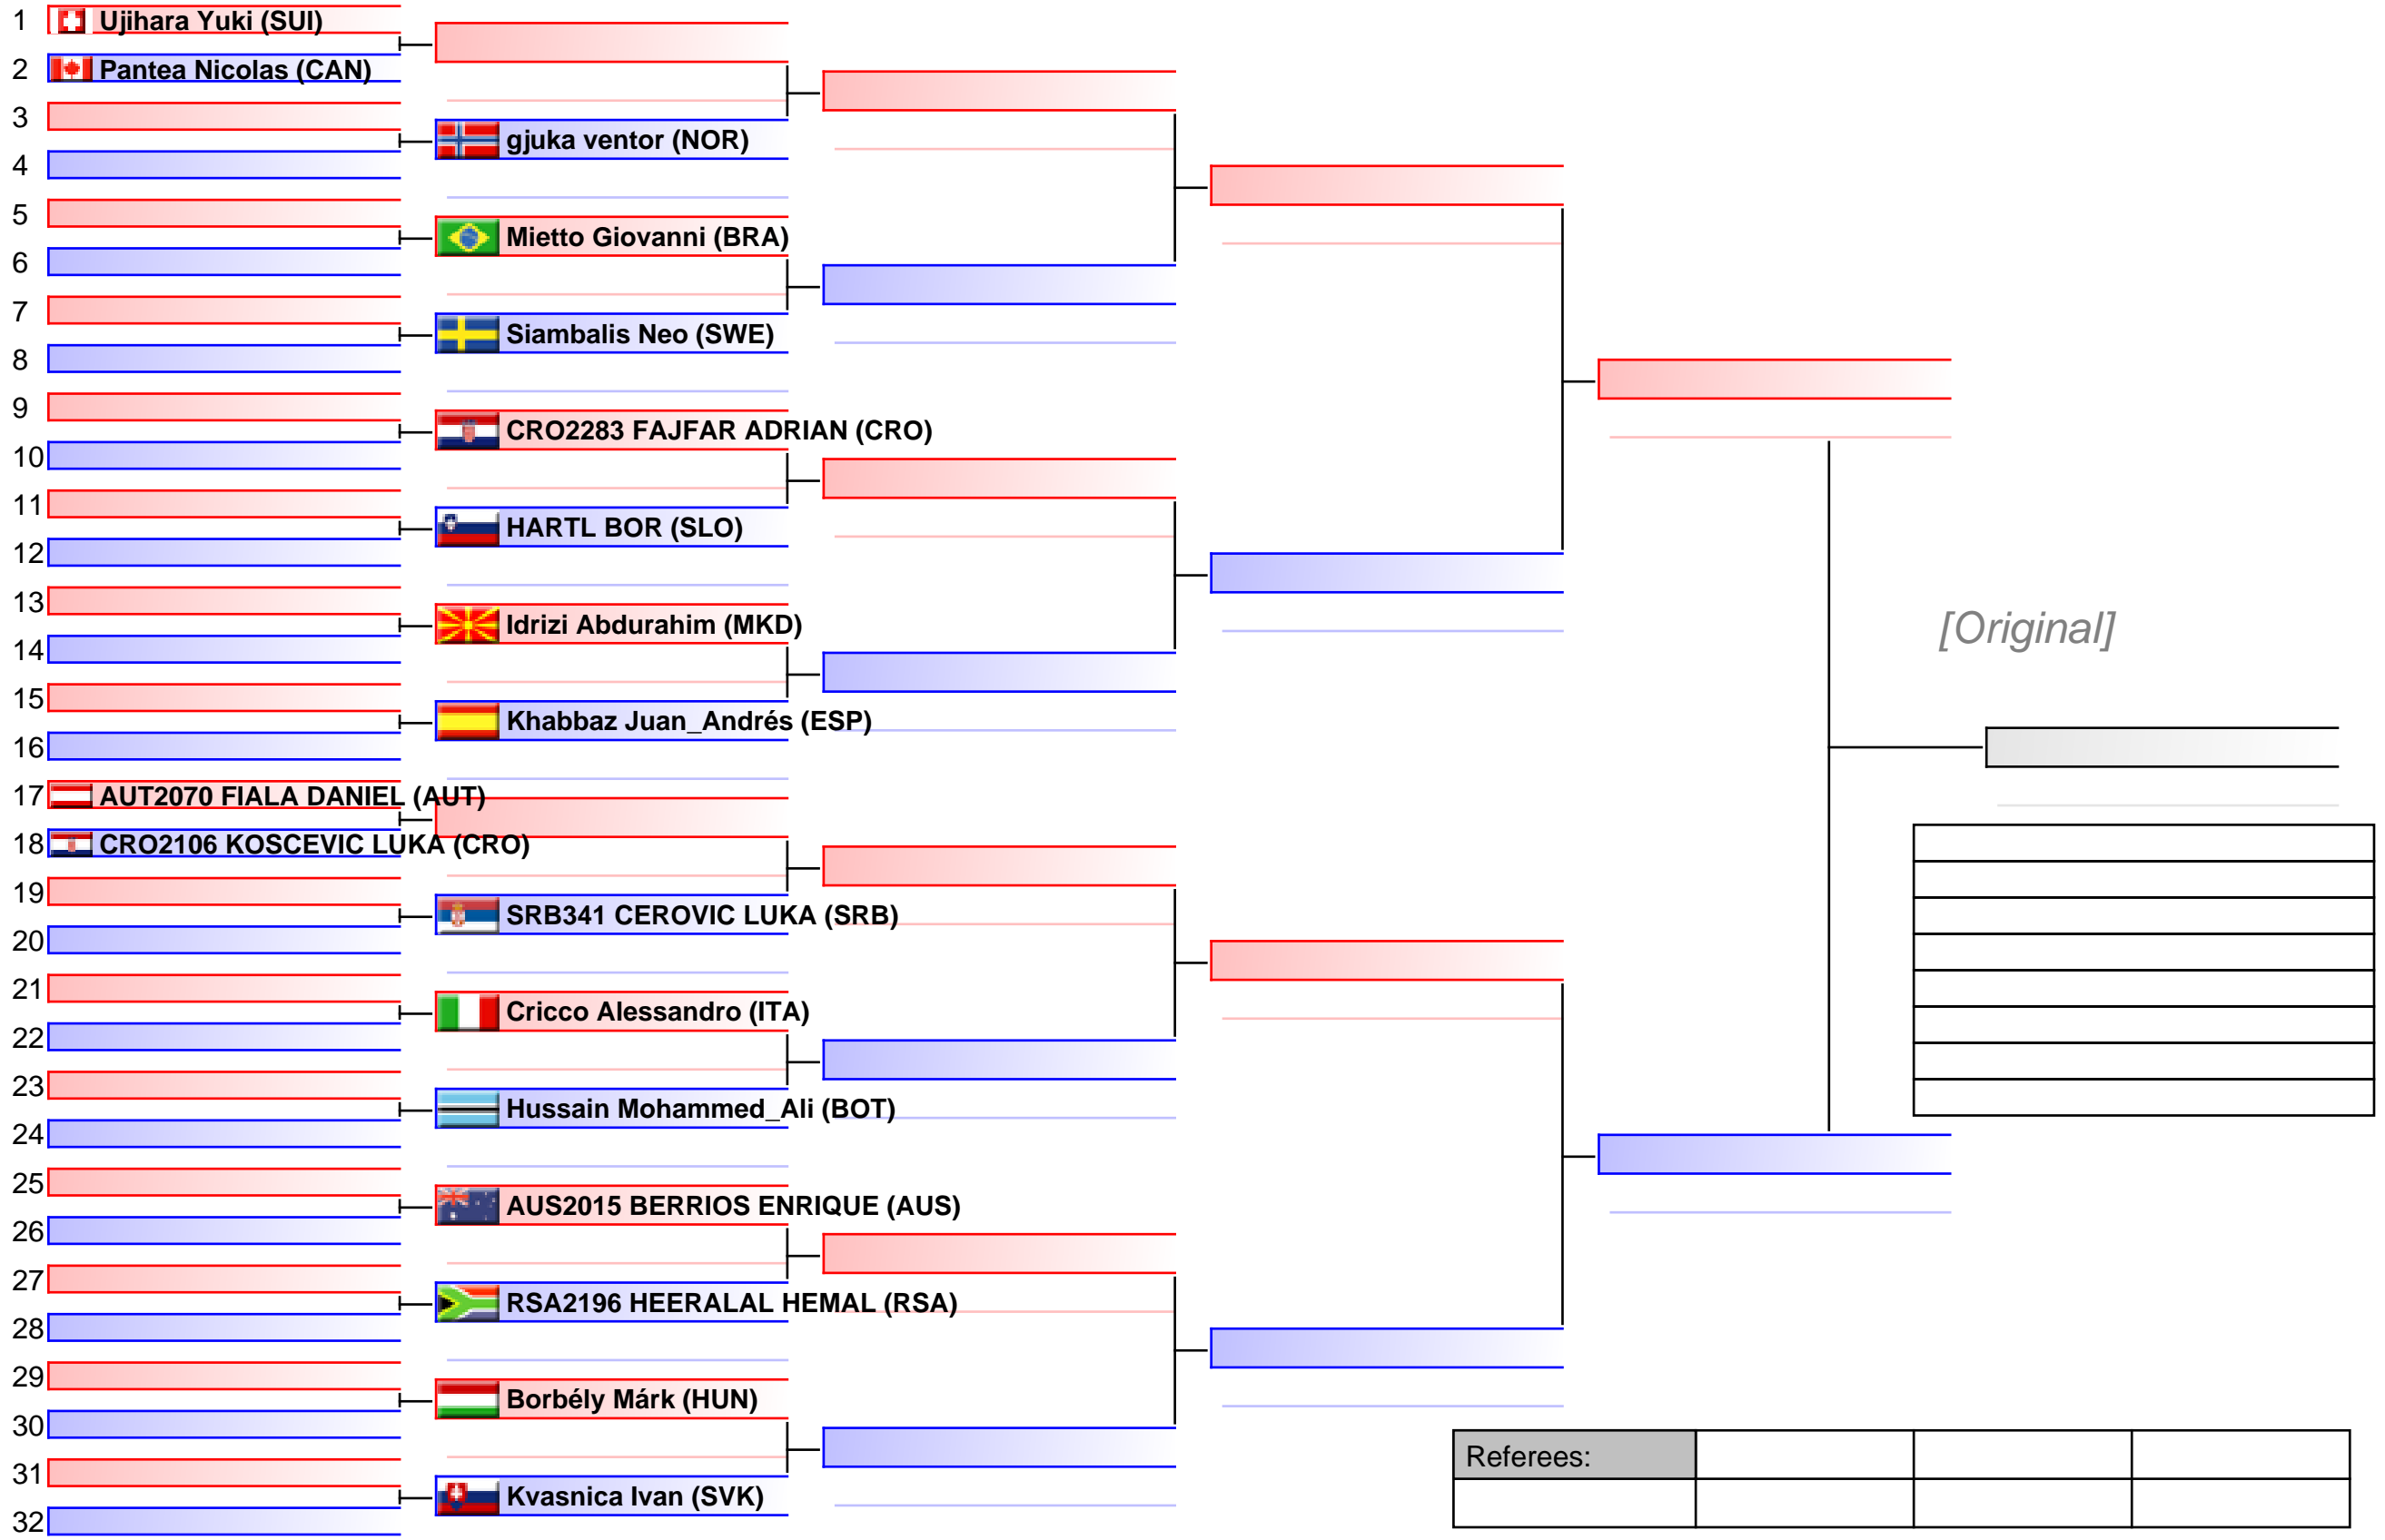 1 Ujihara Yuki (SUI)
2 Pantea Nicolas (CAN)
3
gjuka ventor (NOR)
4
5
Mietto Giovanni (BRA)
6
7
Siambalis Neo (SWE)
8
9
CRO2283 FAJFAR ADRIAN (CRO)
10
11
HARTL BOR (SLO)
12
13
Idrizi Abdurahim (MKD)
[Original]
14
15
Khabbaz Juan_Andrés (ESP)
16
17 AUT2070 FIALA DANIEL (AUT)
18 CRO2106 KOSCEVIC LUKA (CRO)
19
SRB341 CEROVIC LUKA (SRB)
20
21
Cricco Alessandro (ITA)
22
23
Hussain Mohammed_Ali (BOT)
24
25
AUS2015 BERRIOS ENRIQUE (AUS)
26
27
RSA2196 HEERALAL HEMAL (RSA)
28
29
Borbély Márk (HUN)
30
Referees:
31
Kvasnica Ivan (SVK)
32